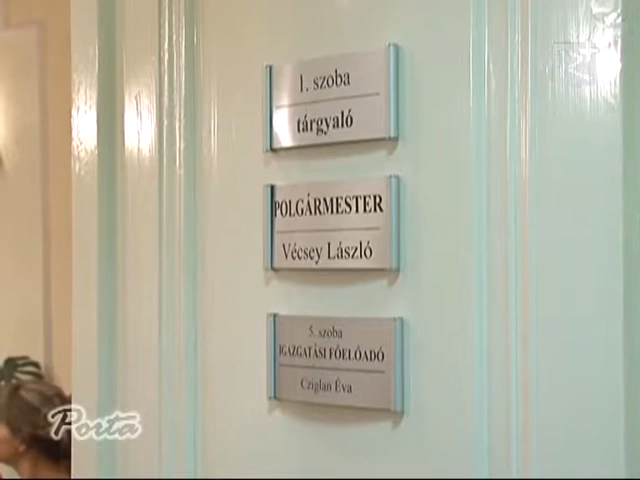 1. szoba
tárgyaló
POLGÁRMESTER
Vécsey László
5. szoba
IGAZGATÁSI FŐELŐADÓ
Cziglan Éva
Porta